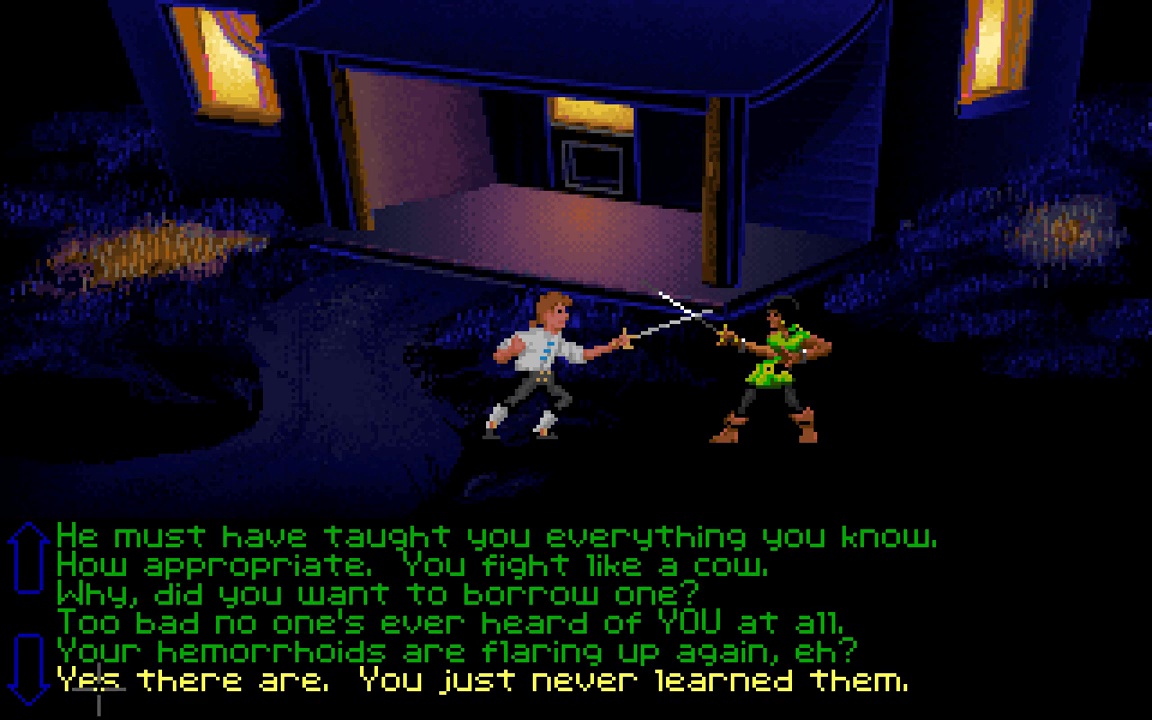 He must have taught you everything you know.
How appropriate. You fight like a cow.
Why, did you want to borrow one?
Too bad no one's ever heard of YOU at all.
Your hemorrhoids are flaring up again, eh?
Yes there are. You just never learned them.